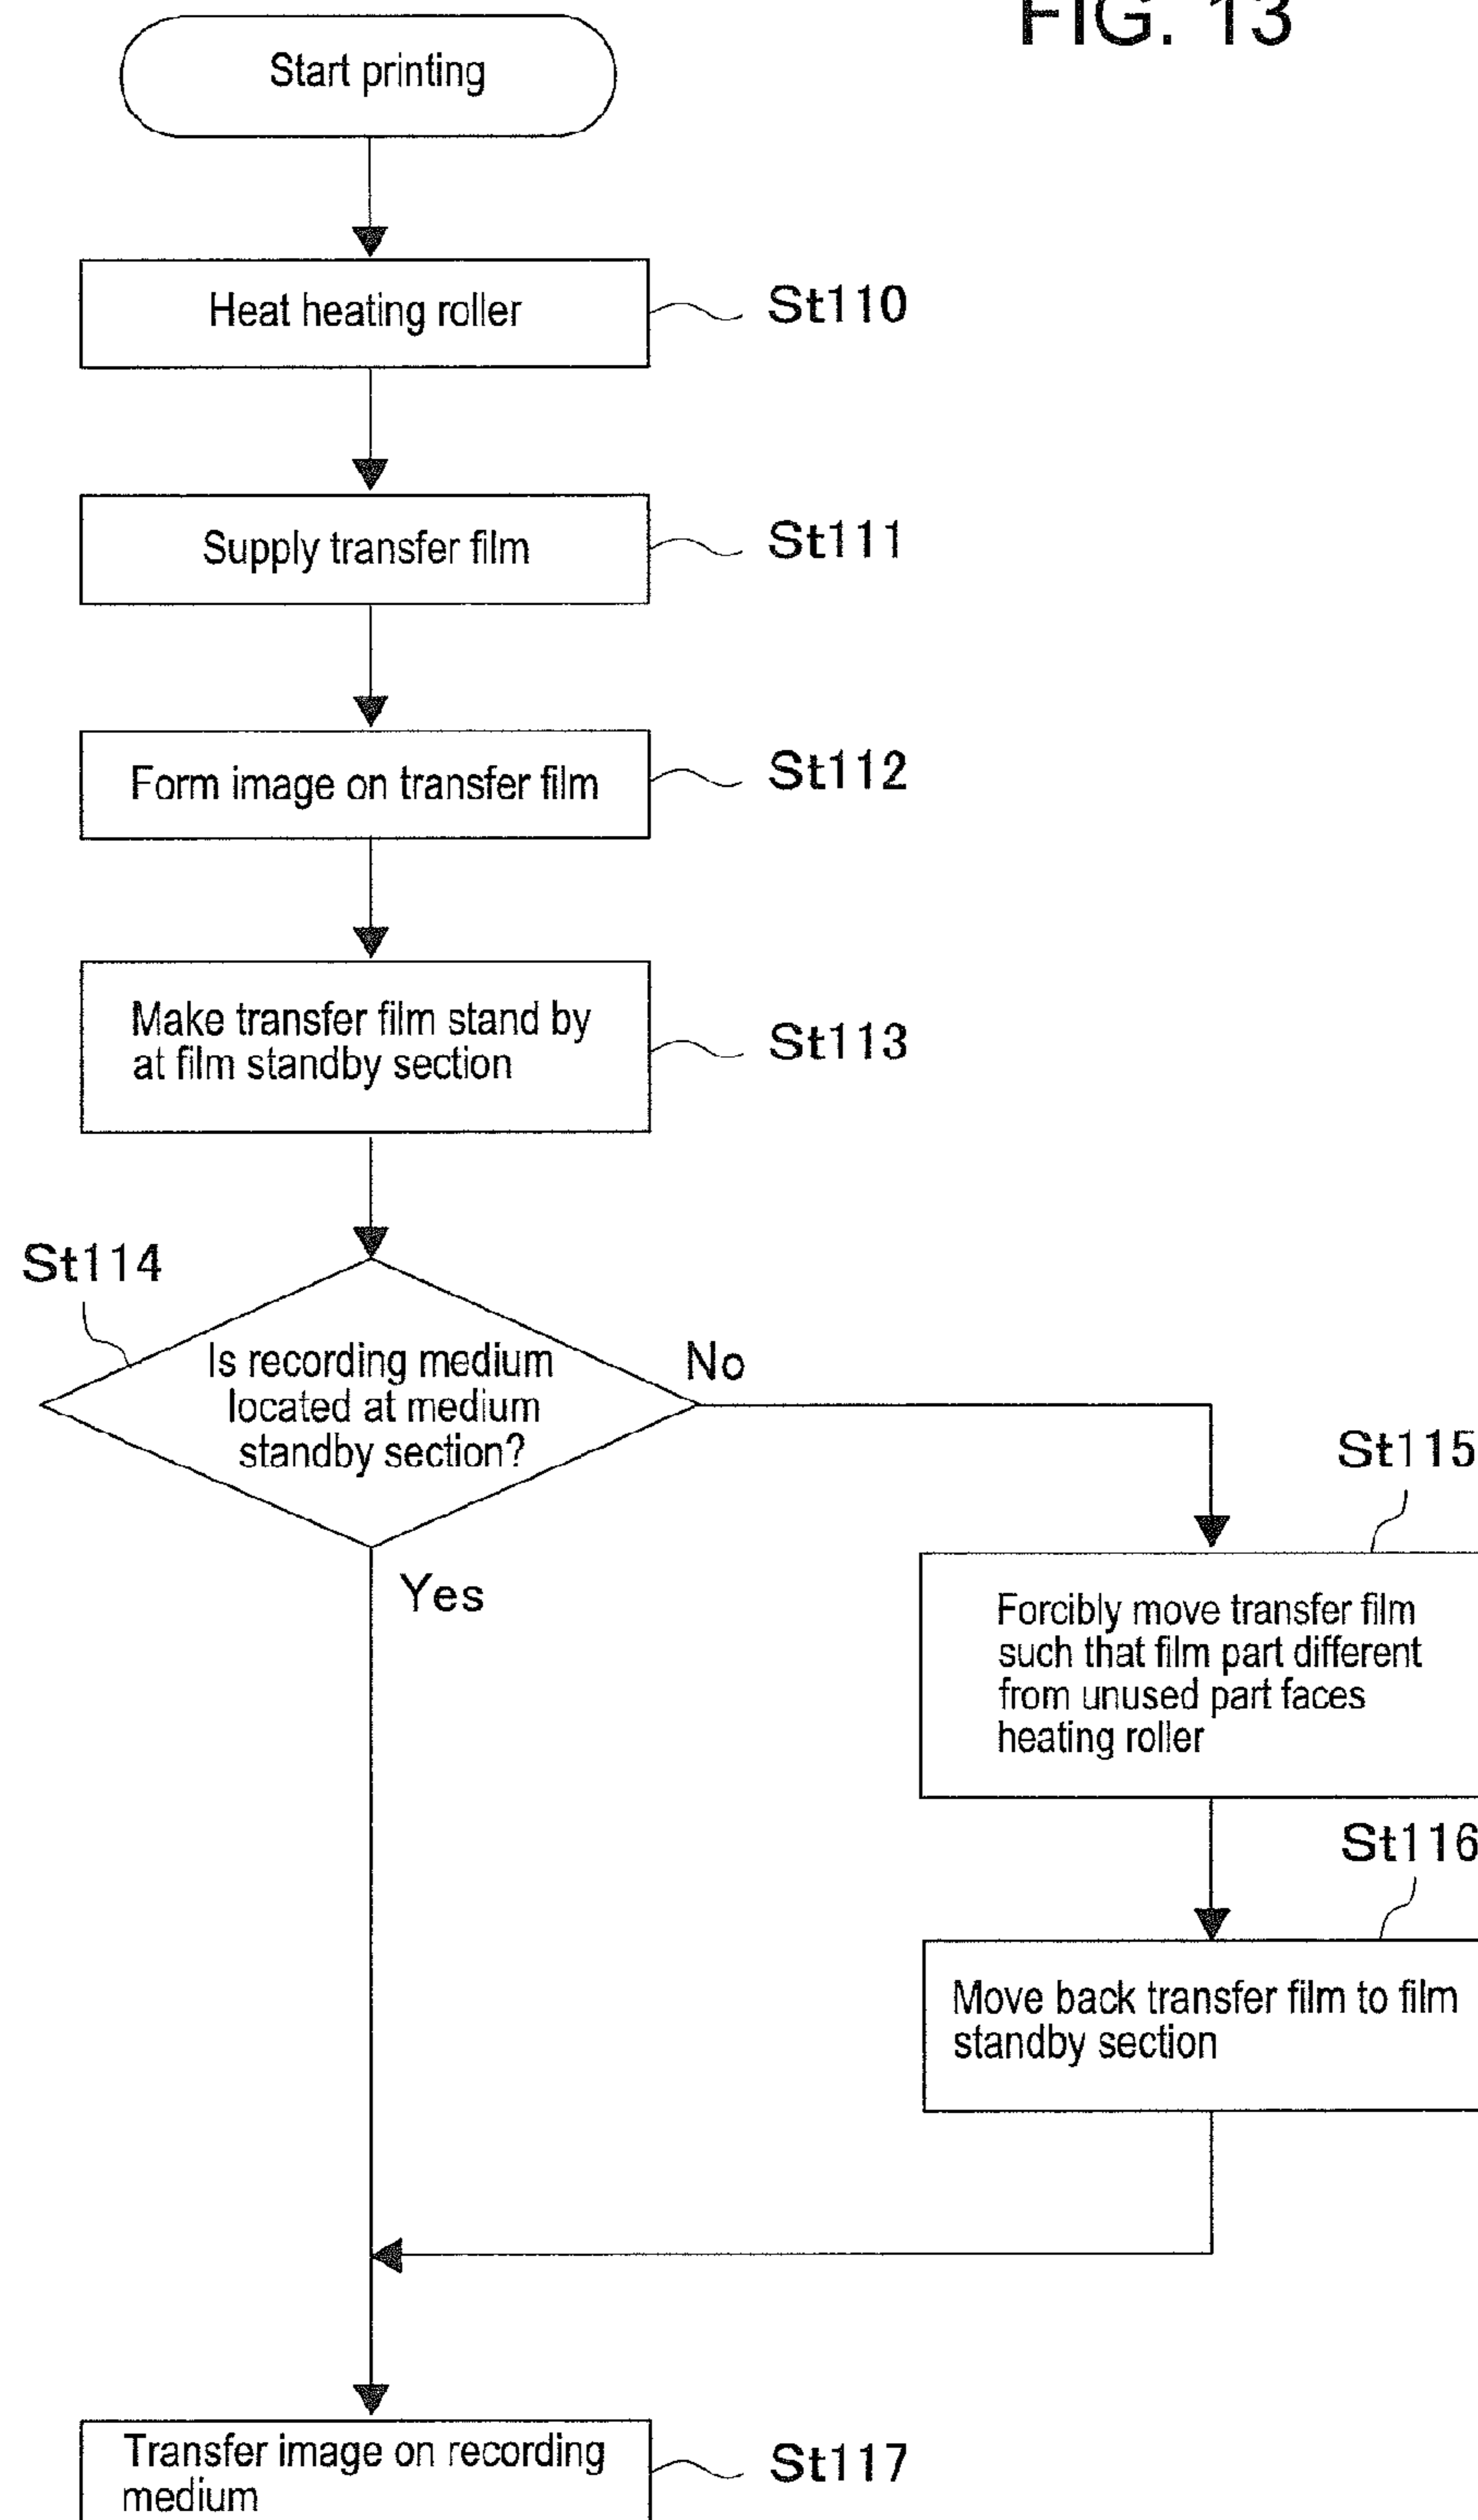 FIG. 13
Start printing
Heat heating roller
St110
Supply transfer film
St111
Form image on transfer film
St112
Make transfer film stand by
at film standby section
St113
St114
Is recording medium
located at medium
standby section?
No
Yes
St115
Forcibly move transfer film
such that film part different
from unused part faces
heating roller
St116
Move back transfer film to film
standby section
Transfer image on recording
medium
St117